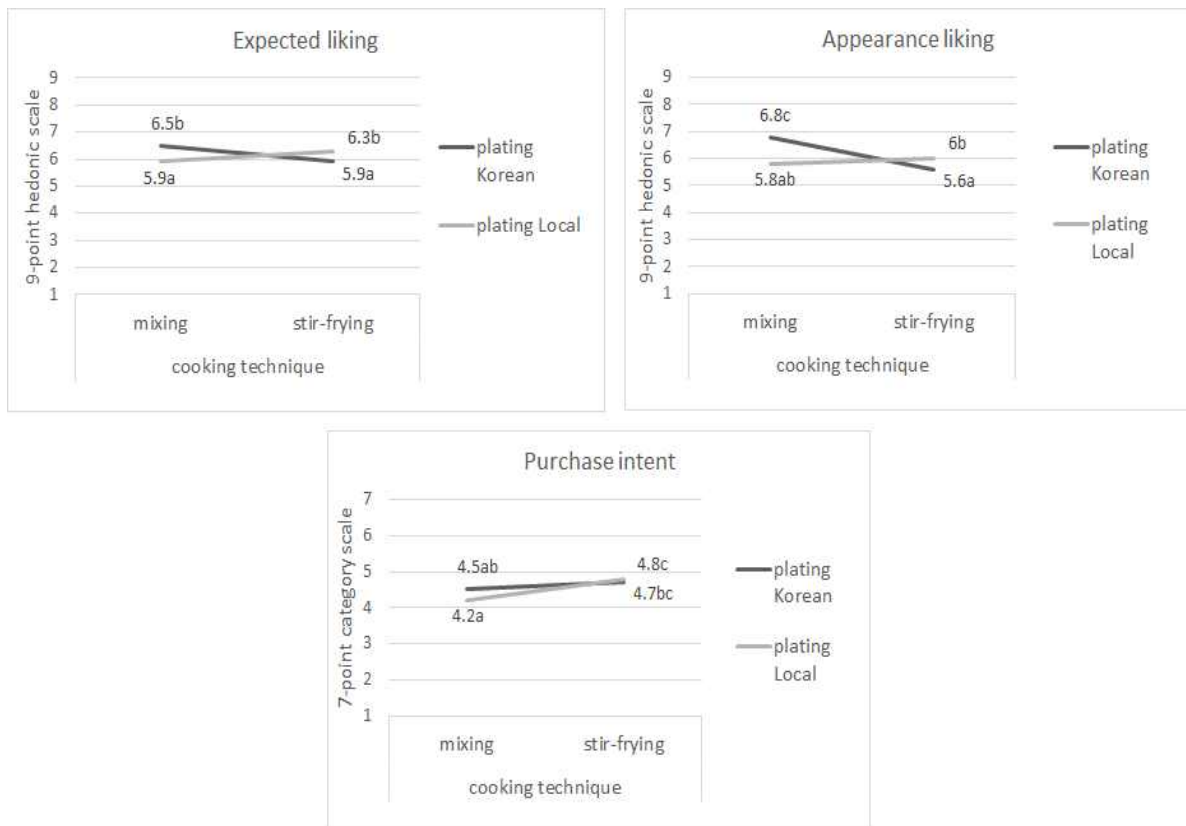 Expected liking
9-point hedonic scale
9
8
7
6
5
4
3
2
1
6.5b
6.3b
5.9a
5.9a
mixing
stir-frying
cooking technique
plating
Korean
plating Local
Appearance liking
9-point hedonic scale
9
8
7
6
5
4
3
2
1
6.8c
6b
5.8ab
5.6a
mixing
stir-frying
cooking technique
plating
Korean
plating
Local
Purchase intent
7-point category scale
7
6
5
4
3
2
1
4.5ab
4.8c
4.2a
4.7bc
mixing
stir-frying
cooking technique
plating
Korean
plating
Local